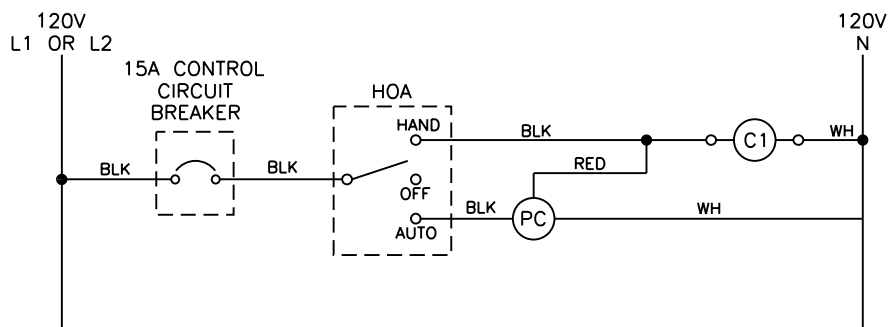 120V
L1 OR L2
120V
N
15A CONTROL
CIRCUIT
BREAKER
HOA
HAND
BLK
C1
WH
BLK
BLK
RED
OFF
AUTO
BLK
PC
WH